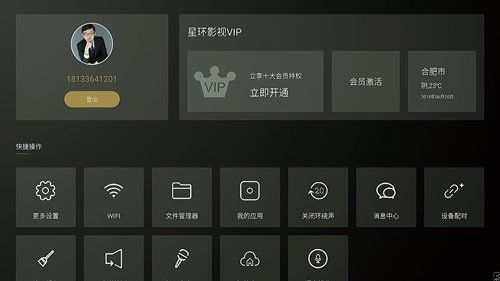 星环影视VIP
18133641201
登出
VIP
立享十大会员特权
立即开通
会员激活
合肥市
阴,23℃
2019年06月20日
快捷操作
更多设置
WIFI
文件管理器
我的应用
2.0
关闭环绕声
消息中心
设备配对